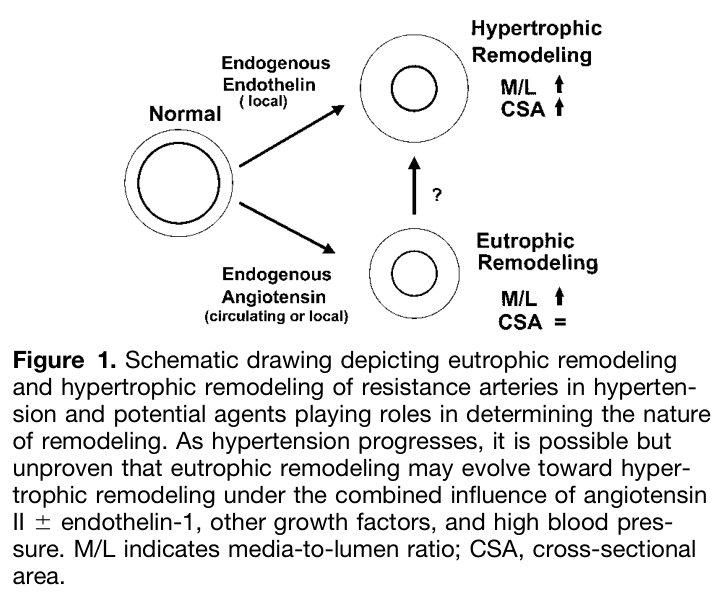 Hypertrophic
Remodeling
M/L ↑
CSA ↑
Endogenous
Endothelin
( local)
Normal
?
Eutrophic
Remodeling
M/L ↑
CSA =
Endogenous
Angiotensin
(circulating or local)
Figure 1. Schematic drawing depicting eutrophic remodeling
and hypertrophic remodeling of resistance arteries in hyperten-
sion and potential agents playing roles in determining the nature
of remodeling. As hypertension progresses, it is possible but
unproven that eutrophic remodeling may evolve toward hyper-
trophic remodeling under the combined influence of angiotensin
II ± endothelin-1, other growth factors, and high blood pres-
sure. M/L indicates media-to-lumen ratio; CSA, cross-sectional
area.